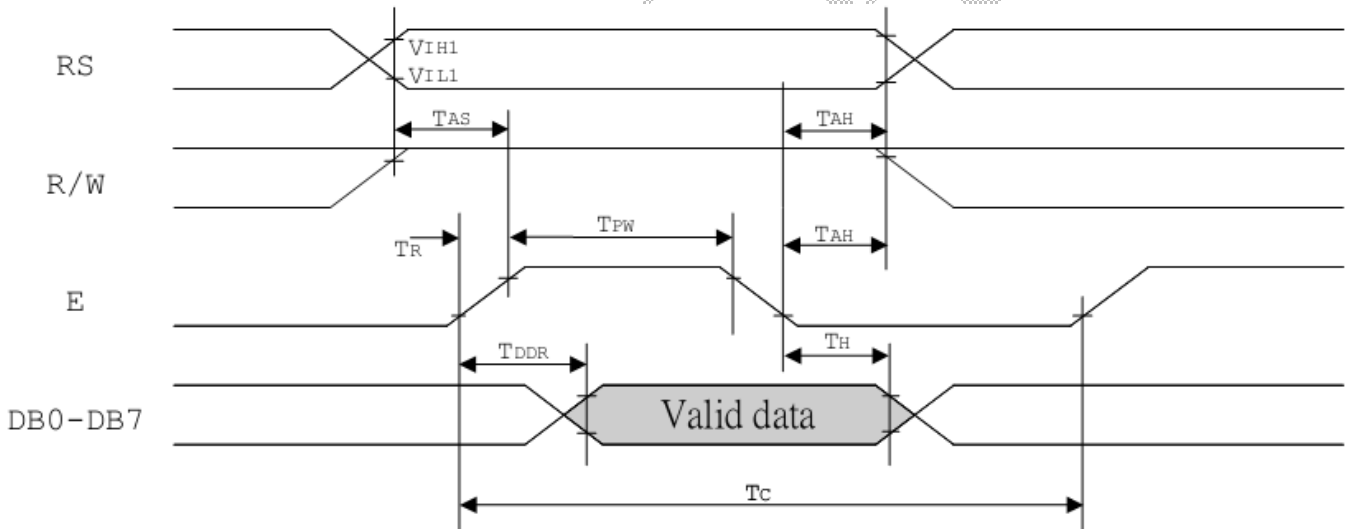 RS
VIH1
VIL1
TAS
TAH
R/W
TR
TPW
TAH
E
TDDR
TH
DB0-DB7
Valid data
TC